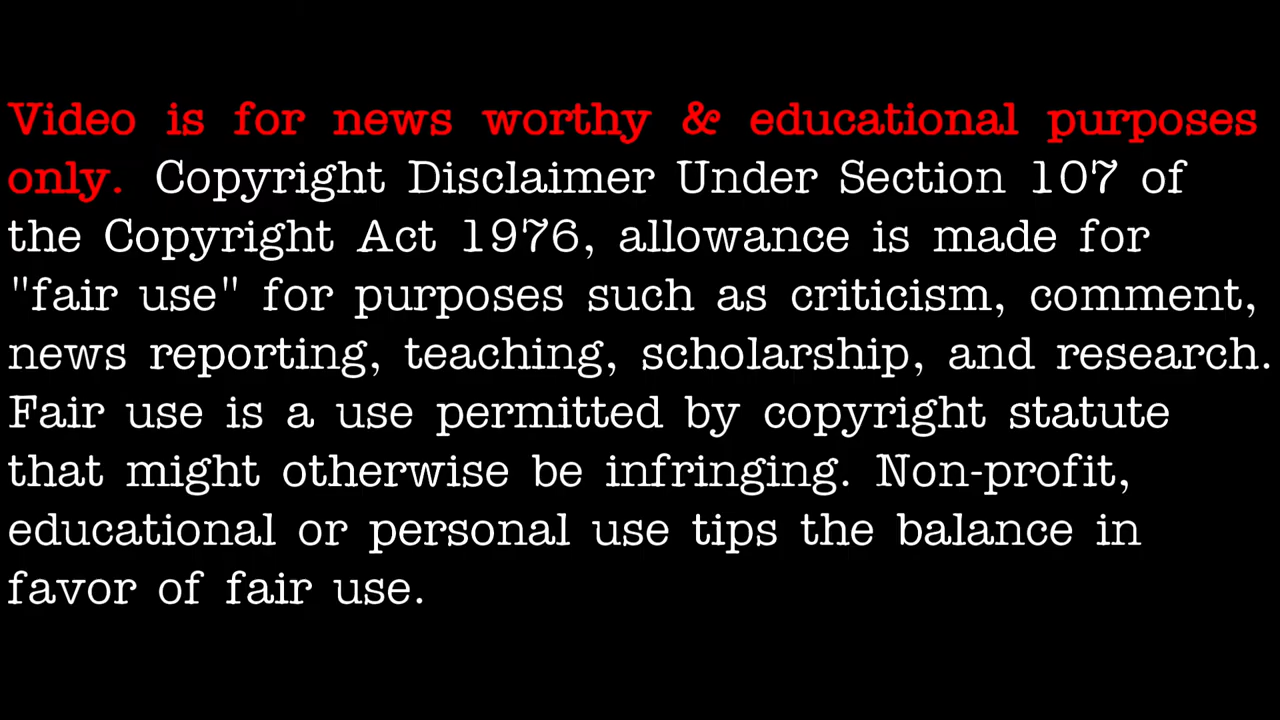 Video is for news worthy & educational purposes
only. Copyright Disclaimer Under Section 107 of
the Copyright Act 1976, allowance is made for
"fair use" for purposes such as criticism, comment,
news reporting, teaching, scholarship, and research.
Fair use is a use permitted by copyright statute
that might otherwise be infringing. Non-profit,
educational or personal use tips the balance in
favor of fair use.